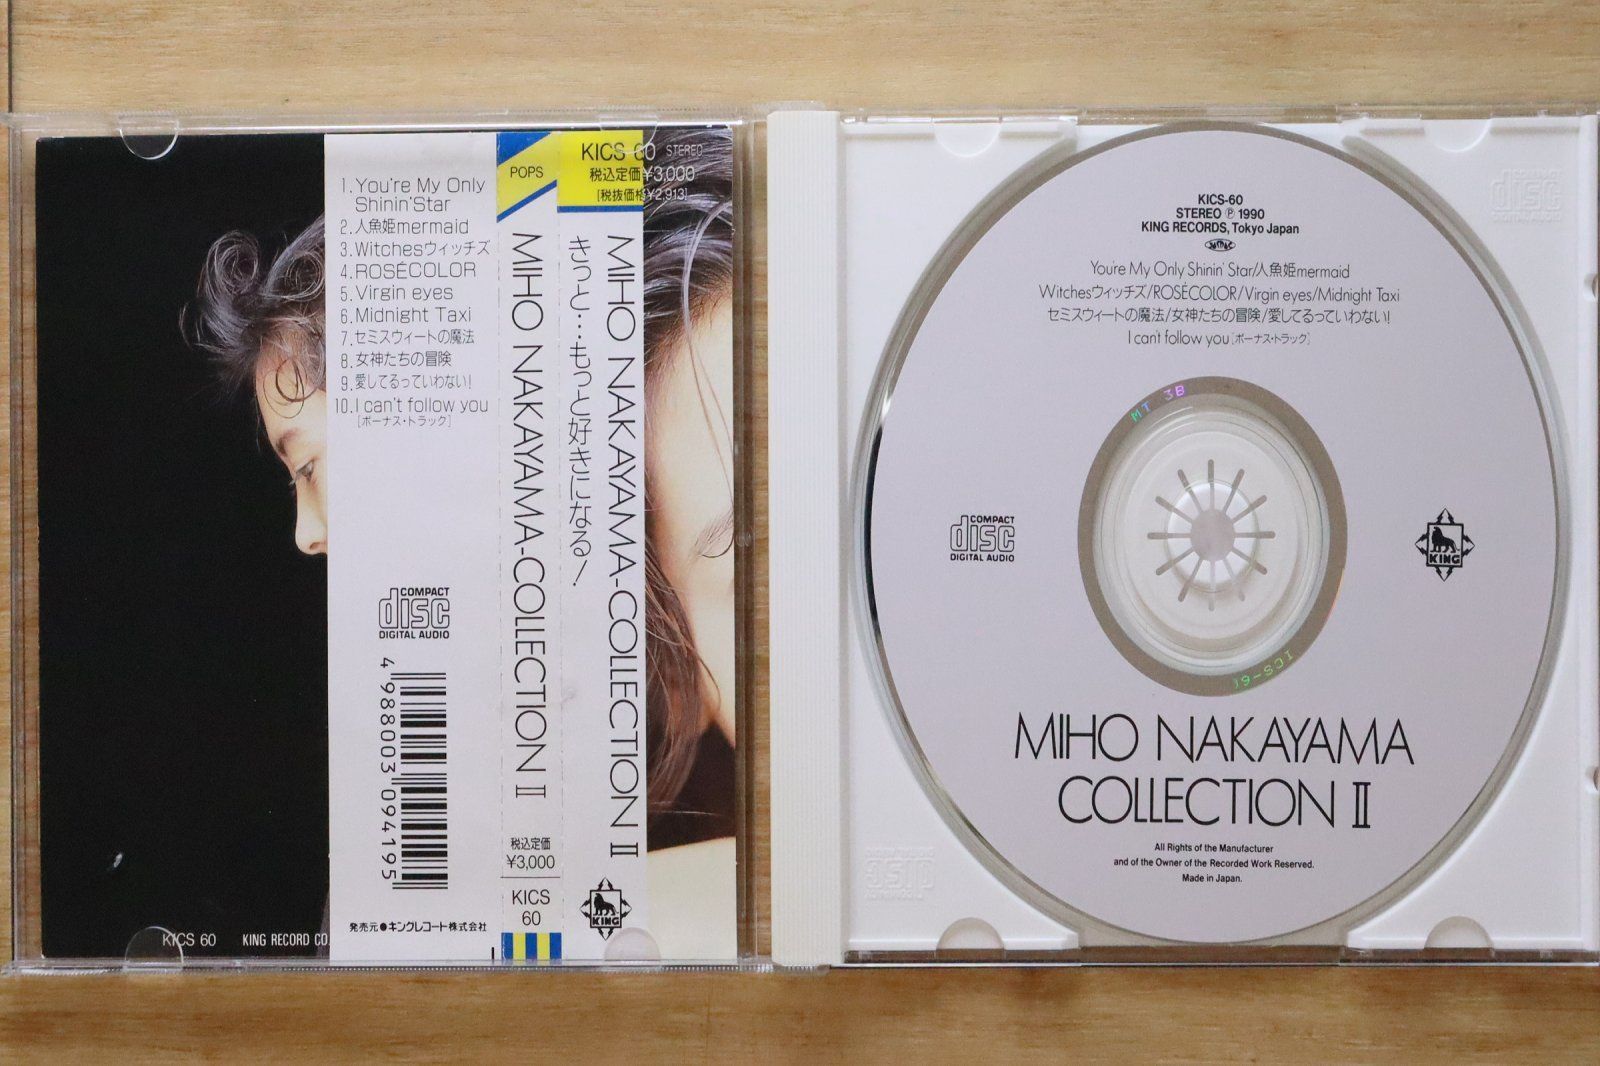 1. You're My Only
Shinin' Star
2. 人魚姫mermaid
3. Witchesウィッチズ
4. ROSÉCOLOR
5. Virgin eyes
6. Midnight Taxi
7. セミスウィートの魔法
8. 女神たちの冒険
9. 愛してるっていわない!
10. I can't follow you
[ボーナス・トラック]
COMPACT
disc
DIGITAL AUDIO
4 988003 094195
発売元●キングレコード株式会社
KICS 60 KING RECORD CO.
POPS
MIHO NAKAYAMA-COLLECTION II
税込定価
¥3,000
KICS
60
KICS 60 STEREO
税込定価¥3,000
[税抜価格¥2,913]
きっと…もっと好きになる!
MIHO NAKAYAMA-COLLECTION II
KING
KICS-60
STEREO Ⓟ 1990
KING RECORDS, Tokyo Japan
You're My Only Shinin' Star/人魚姫mermaid
Witchesウィッチズ/ROSÉCOLOR/Virgin eyes/Midnight Taxi
セミスウィートの魔法/女神たちの冒険/愛してるっていわない!
I can't follow you[ボーナス・トラック]
MT 3B
COMPACT
disc
DIGITAL AUDIO
KING
MIHO NAKAYAMA
COLLECTION II
All Rights of the Manufacturer
and of the Owner of the Recorded Work Reserved.
Made in Japan.
COMPACT
disc